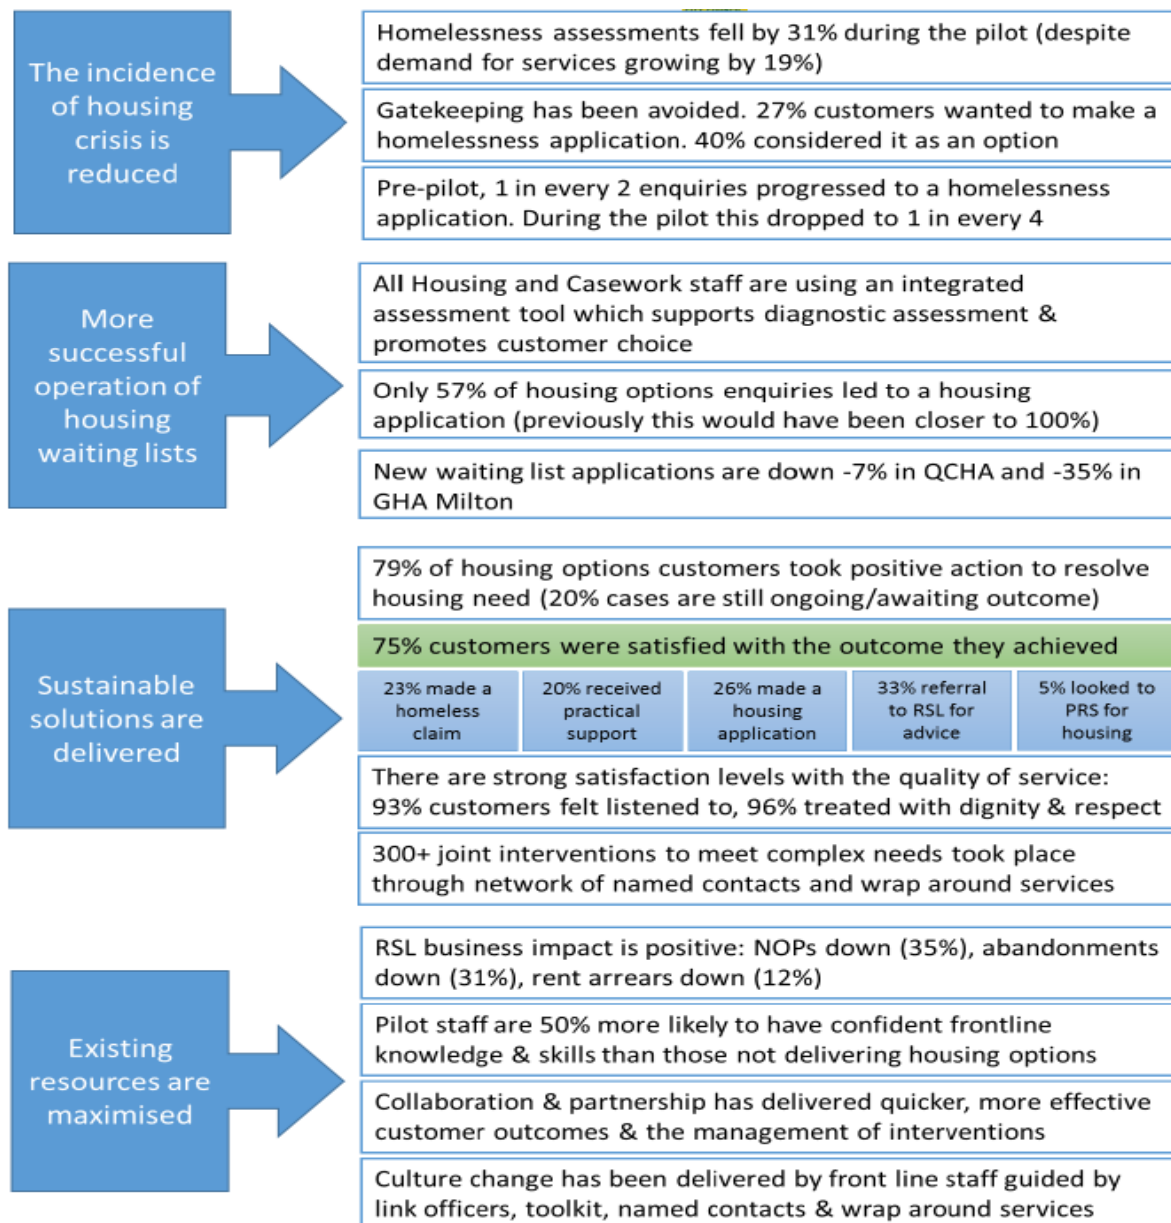 The incidence
of housing
crisis is
reduced
Homelessness assessments fell by 31% during the pilot (despite
demand for services growing by 19%)
Gatekeeping has been avoided. 27% customers wanted to make a
homelessness application. 40% considered it as an option
Pre-pilot, 1 in every 2 enquiries progressed to a homelessness
application. During the pilot this dropped to 1 in every 4
More
successful
operation of
housing
waiting lists
All Housing and Casework staff are using an integrated
assessment tool which supports diagnostic assessment &
promotes customer choice
Only 57% of housing options enquiries led to a housing
application (previously this would have been closer to 100%)
New waiting list applications are down -7% in QCHA and -35% in
GHA Milton
Sustainable
solutions are
delivered
79% of housing options customers took positive action to resolve
housing need (20% cases are still ongoing/awaiting outcome)
75% customers were satisfied with the outcome they achieved
23% made a
homeless
claim
20% received
practical
support
26% made a
housing
application
33% referral
to RSL for
advice
5% looked to
PRS for
housing
There are strong satisfaction levels with the quality of service:
93% customers felt listened to, 96% treated with dignity & respect
300+ joint interventions to meet complex needs took place
through network of named contacts and wrap around services
Existing
resources are
maximised
RSL business impact is positive: NOPs down (35%), abandonments
down (31%), rent arrears down (12%)
Pilot staff are 50% more likely to have confident frontline
knowledge & skills than those not delivering housing options
Collaboration & partnership has delivered quicker, more effective
customer outcomes & the management of interventions
Culture change has been delivered by front line staff guided by
link officers, toolkit, named contacts & wrap around services